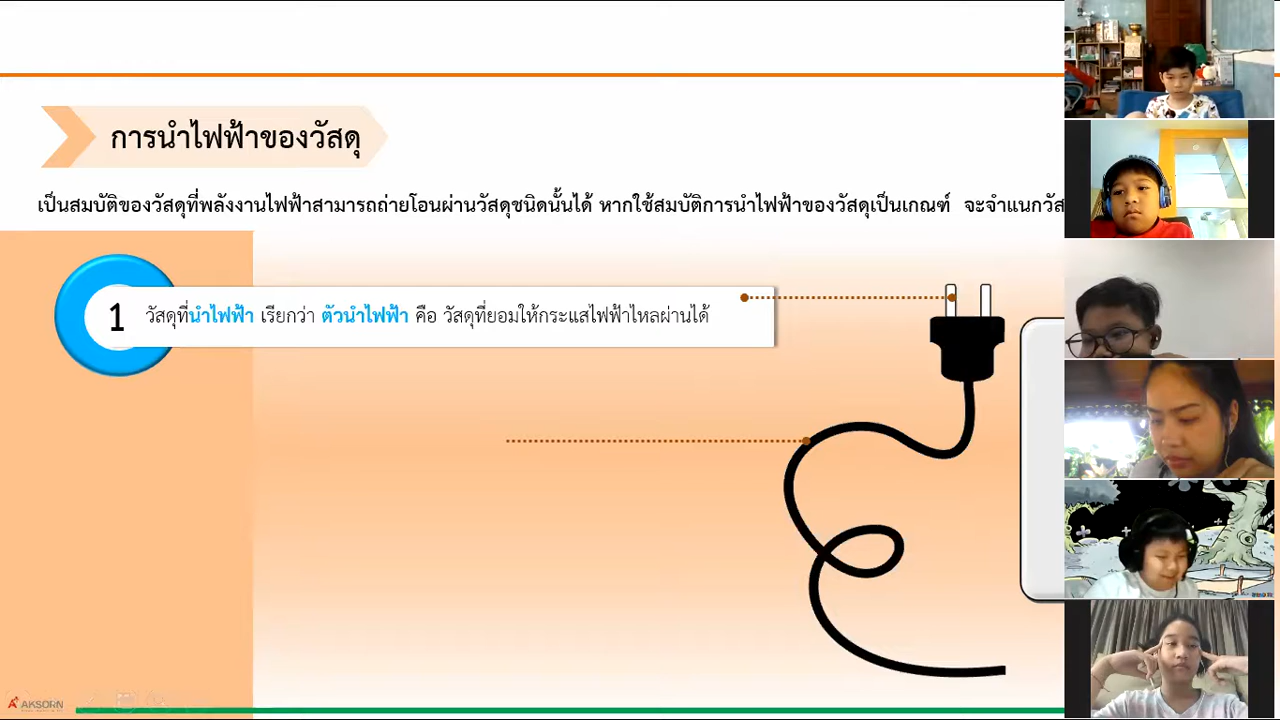 การนำไฟฟ้าของวัสดุ
เป็นสมบัติของวัสดุที่พลังงานไฟฟ้าสามารถถ่ายโอนผ่านวัสดุชนิดนั้นได้ หากใช้สมบัติการนำไฟฟ้าของวัสดุเป็นเกณฑ์ จะจำแนกวัส
1 วัสดุที่นำไฟฟ้า เรียกว่า ตัวนำไฟฟ้า คือ วัสดุที่ยอมให้กระแสไฟฟ้าไหลผ่านได้
AKSORN